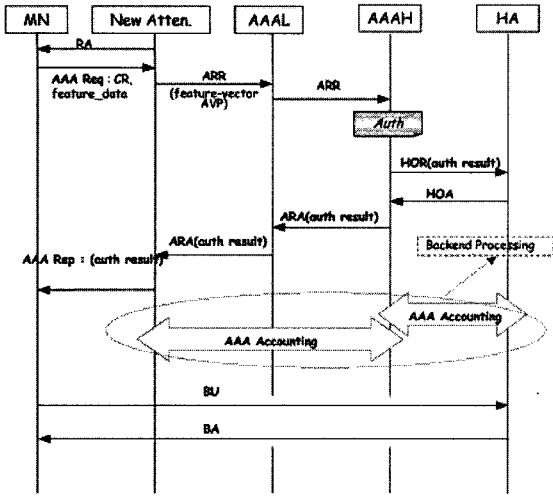 MN
New Atten.
AAAL
AAAH
HA
RA
AAA Req : CR,
feature_data
ARR
(feature-vector
AVP)
ARR
Auth
HOR(auth result)
HOA
ARA(auth result)
ARA(auth result)
AAA Rep : (auth result)
Backend Processing
AAA Accounting
AAA Accounting
BU
BA